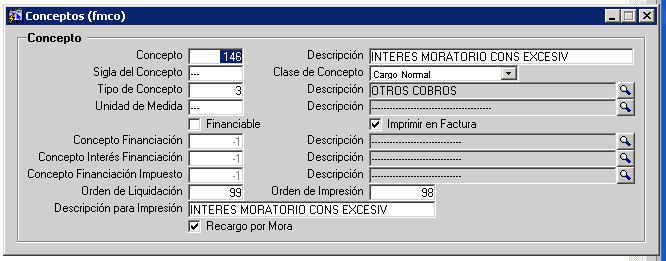 Conceptos (fmco)
Concepto
Concepto 146 Descripción INTERES MORATORIO CONS EXCESIV
Sigla del Concepto --- Clase de Concepto Cargo Normal
Tipo de Concepto 3 Descripción OTROS COBROS
Unidad de Medida --- Descripción ------------------------------
Financiable Imprimir en Factura
Concepto Financiación -1 Descripción ------------------------------
Concepto Interés Financiación -1 Descripción ------------------------------
Concepto Financiación Impuesto -1 Descripción ------------------------------
Orden de Liquidación 99 Orden de Impresión 98
Descripción para Impresión INTERES MORATORIO CONS EXCESIV
Recargo por Mora